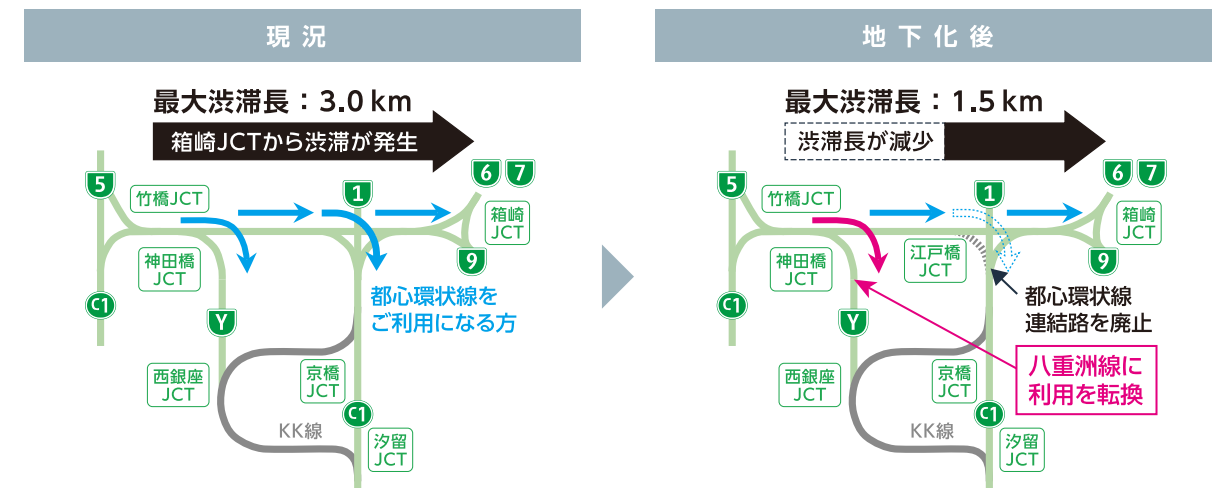 現況
最大渋滞長：3.0 km
箱崎JCTから渋滞が発生
5
竹橋JCT
1
6
7
箱崎
JCT
神田橋
JCT
9
C1
都心環状線を
ご利用になる方
Y
西銀座
JCT
京橋
JCT
C1
KK線
汐留
JCT
地下化後
最大渋滞長：1.5 km
渋滞長が減少
5
竹橋JCT
1
6
7
箱崎
JCT
神田橋
JCT
江戸橋
JCT
9
C1
都心環状線
連結路を廃止
Y
八重洲線に
利用を転換
西銀座
JCT
京橋
JCT
C1
KK線
汐留
JCT